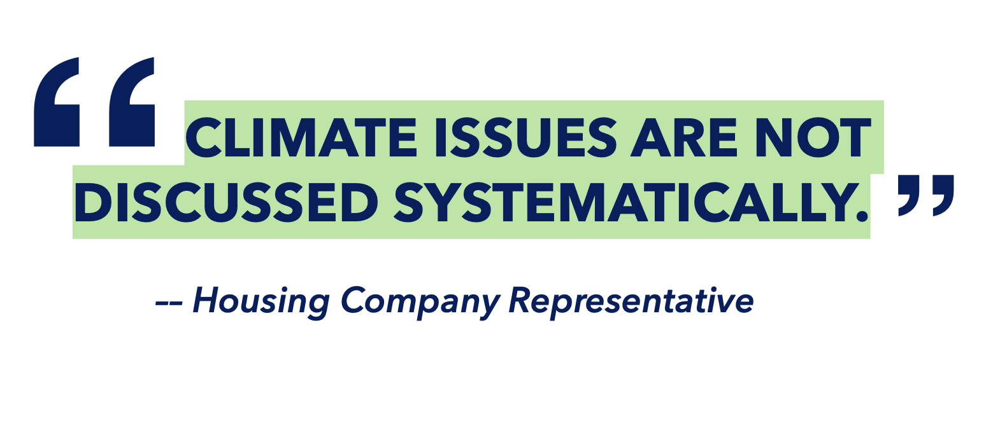 “CLIMATE ISSUES ARE NOT
DISCUSSED SYSTEMATICALLY.”
-- Housing Company Representative